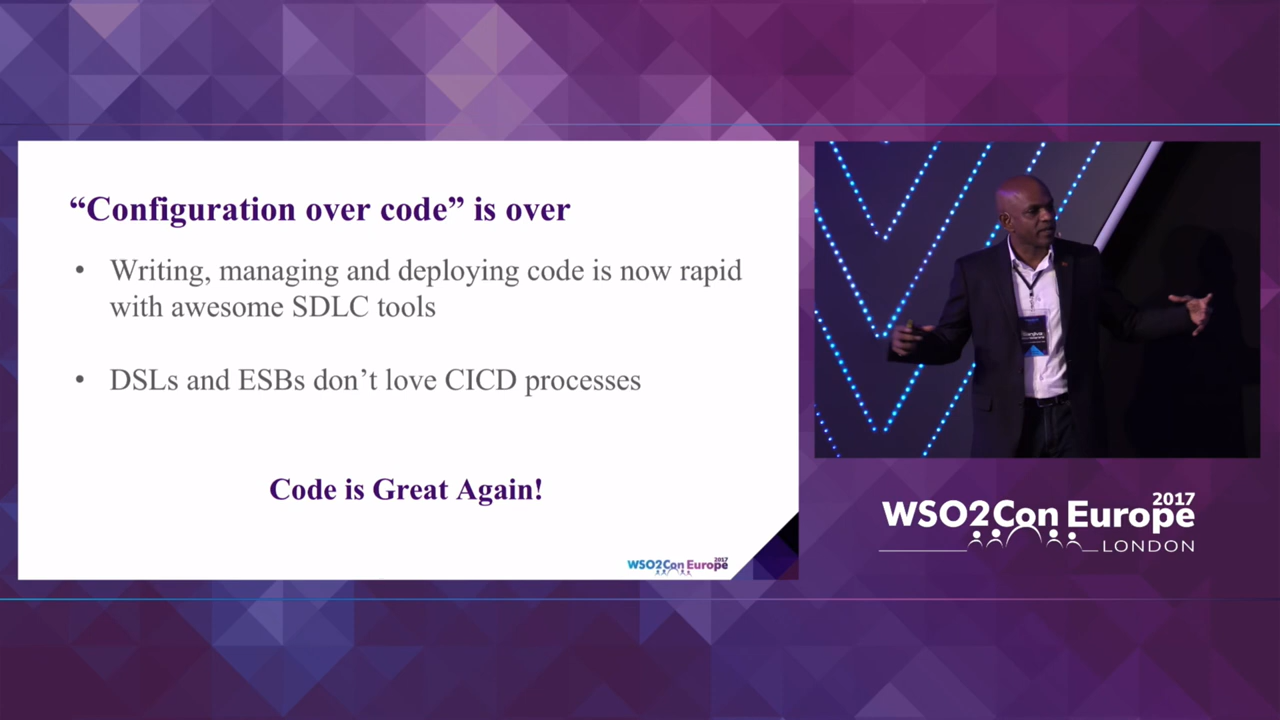 “Configuration over code” is over
• Writing, managing and deploying code is now rapid
with awesome SDLC tools
• DSLs and ESBs don’t love CICD processes
Code is Great Again!
2017
WSO2Con Europe
2017
WSO2Con Europe
LONDON